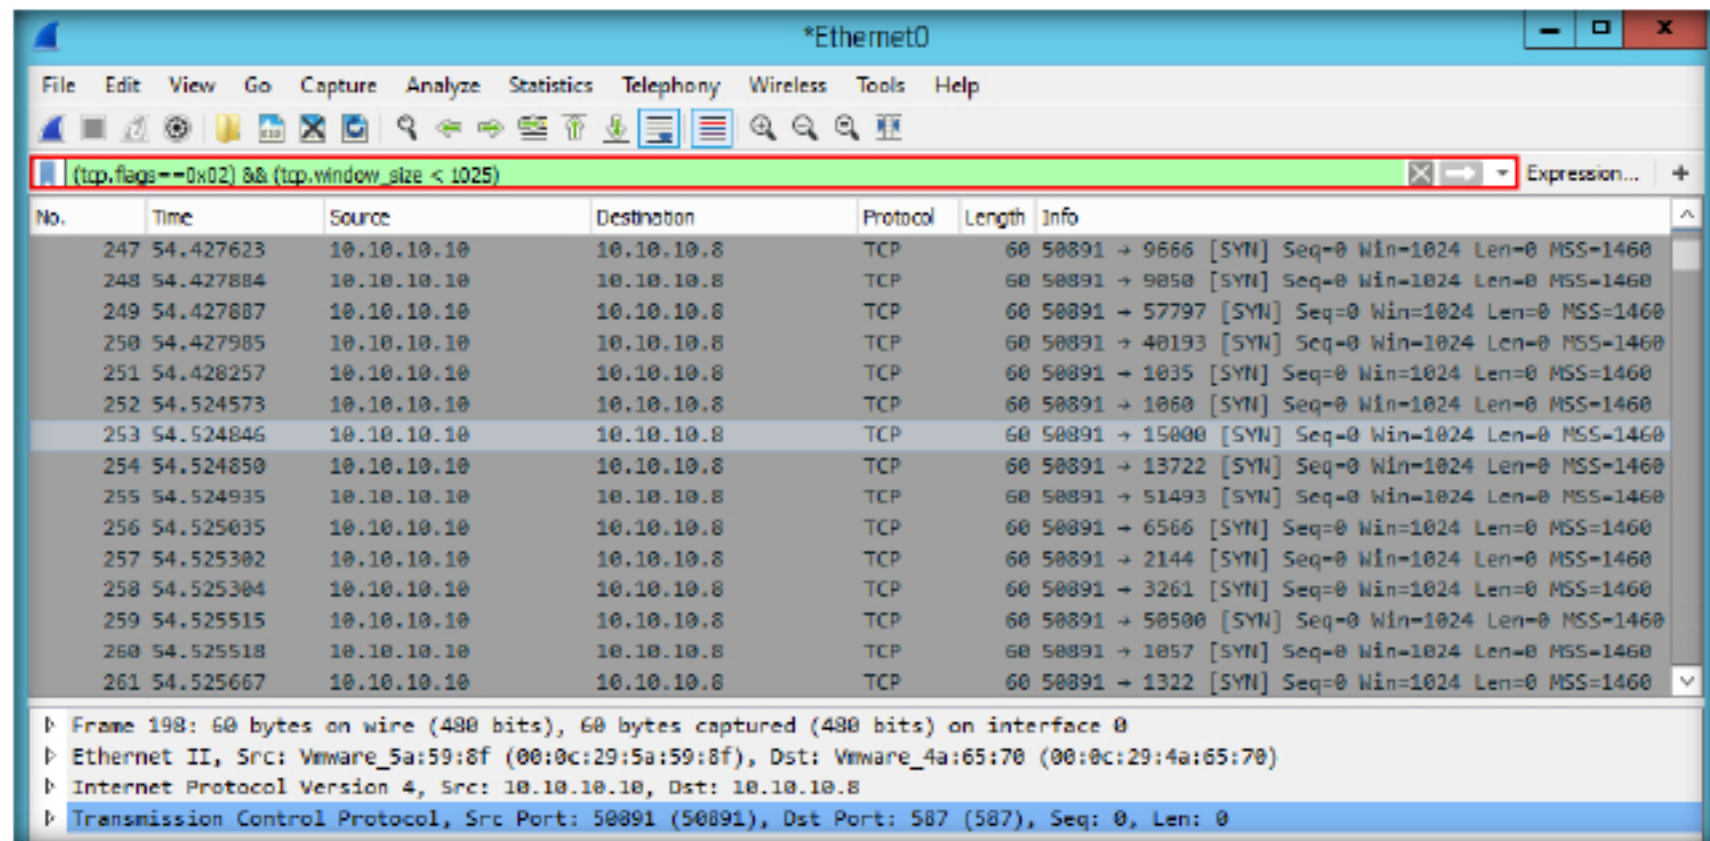 *Ethernet0
File Edit View Go Capture Analyze Statistics Telephony Wireless Tools Help
(tcp.flags==0x02) && (tcp.window_size < 1025) Expression... +
No. Time Source Destination Protocol Length Info
247 54.427623 10.10.10.10 10.10.10.8 TCP 60 50891 → 9666 [SYN] Seq=0 Win=1024 Len=0 MSS=1460
248 54.427884 10.10.10.10 10.10.10.8 TCP 60 50891 → 9050 [SYN] Seq=0 Win=1024 Len=0 MSS=1460
249 54.427887 10.10.10.10 10.10.10.8 TCP 60 50891 → 57797 [SYN] Seq=0 Win=1024 Len=0 MSS=1460
250 54.427985 10.10.10.10 10.10.10.8 TCP 60 50891 → 40193 [SYN] Seq=0 Win=1024 Len=0 MSS=1460
251 54.428257 10.10.10.10 10.10.10.8 TCP 60 50891 → 1035 [SYN] Seq=0 Win=1024 Len=0 MSS=1460
252 54.524573 10.10.10.10 10.10.10.8 TCP 60 50891 → 1060 [SYN] Seq=0 Win=1024 Len=0 MSS=1460
253 54.524846 10.10.10.10 10.10.10.8 TCP 60 50891 → 15000 [SYN] Seq=0 Win=1024 Len=0 MSS=1460
254 54.524850 10.10.10.10 10.10.10.8 TCP 60 50891 → 13722 [SYN] Seq=0 Win=1024 Len=0 MSS=1460
255 54.524935 10.10.10.10 10.10.10.8 TCP 60 50891 → 51493 [SYN] Seq=0 Win=1024 Len=0 MSS=1460
256 54.525035 10.10.10.10 10.10.10.8 TCP 60 50891 → 6566 [SYN] Seq=0 Win=1024 Len=0 MSS=1460
257 54.525302 10.10.10.10 10.10.10.8 TCP 60 50891 → 2144 [SYN] Seq=0 Win=1024 Len=0 MSS=1460
258 54.525304 10.10.10.10 10.10.10.8 TCP 60 50891 → 3261 [SYN] Seq=0 Win=1024 Len=0 MSS=1460
259 54.525515 10.10.10.10 10.10.10.8 TCP 60 50891 → 50500 [SYN] Seq=0 Win=1024 Len=0 MSS=1460
260 54.525518 10.10.10.10 10.10.10.8 TCP 60 50891 → 1057 [SYN] Seq=0 Win=1024 Len=0 MSS=1460
261 54.525667 10.10.10.10 10.10.10.8 TCP 60 50891 → 1322 [SYN] Seq=0 Win=1024 Len=0 MSS=1460
Frame 198: 60 bytes on wire (480 bits), 60 bytes captured (480 bits) on interface 0
Ethernet II, Src: Vmware_5a:59:8f (00:0c:29:5a:59:8f), Dst: Vmware_4a:65:70 (00:0c:29:4a:65:70)
Internet Protocol Version 4, Src: 10.10.10.10, Dst: 10.10.10.8
Transmission Control Protocol, Src Port: 50891 (50891), Dst Port: 587 (587), Seq: 0, Len: 0